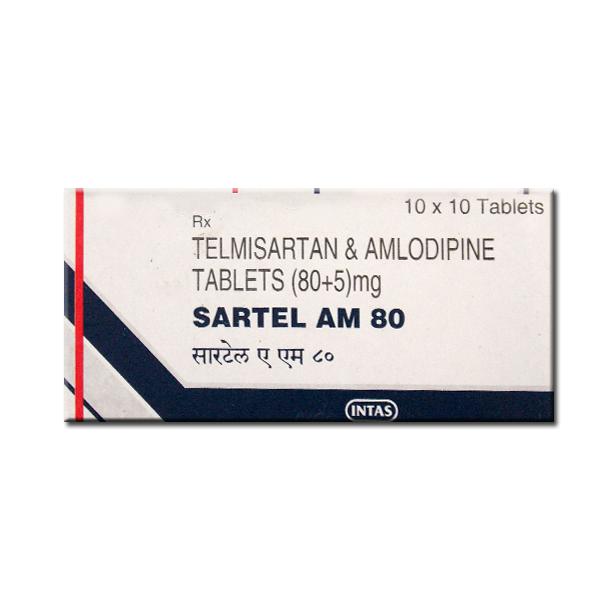 10 x 10 Tablets
Rx
TELMISARTAN & AMLODIPINE
TABLETS (80+5)mg
SARTEL AM 80
सारटेल ए एम ८०
INTAS